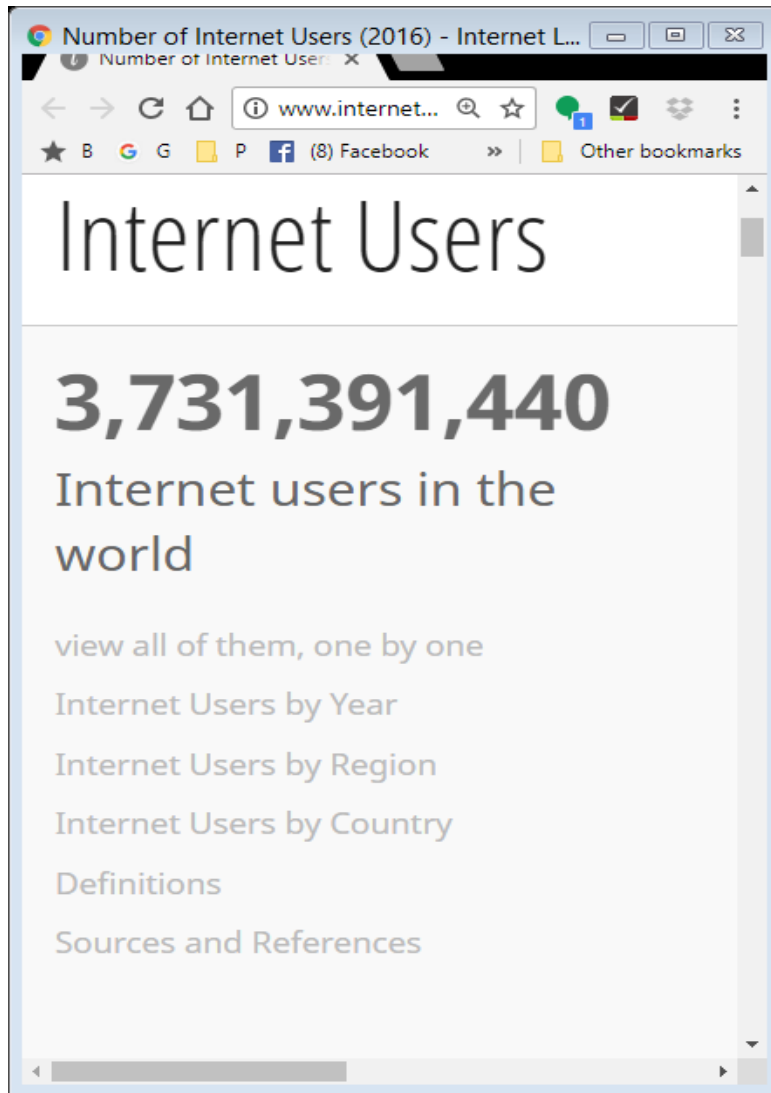 Number of Internet Users (2016) - Internet L...
Number of Internet User
www.internet...
1
B G P (8) Facebook » Other bookmarks
Internet Users
3,731,391,440
Internet users in the
world
view all of them, one by one
Internet Users by Year
Internet Users by Region
Internet Users by Country
Definitions
Sources and References